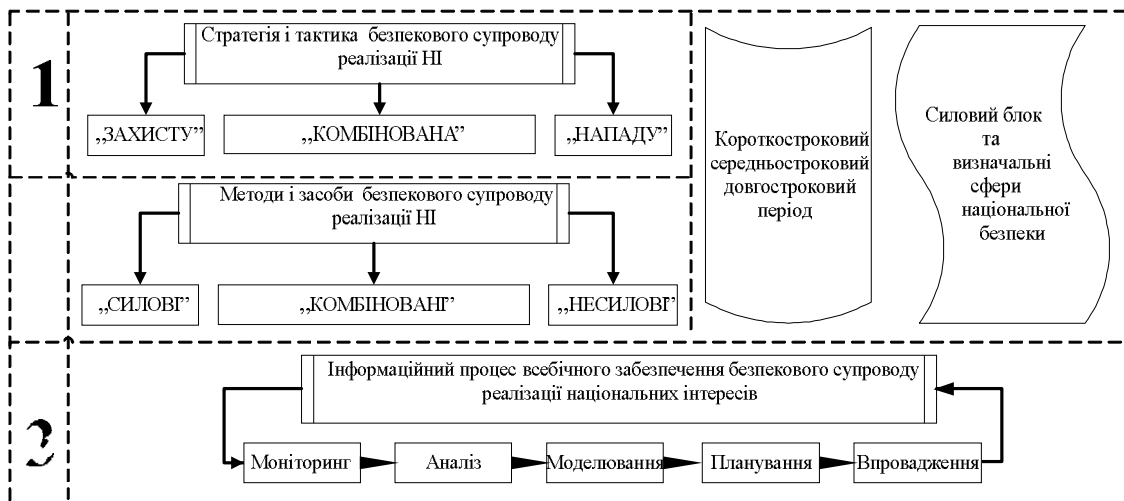 1
Стратегія і тактика безпекового супроводу
реалізації НІ
„ЗАХИСТУ”
„КОМБІНОВАНА”
„НАПАДУ”
Методи і засоби безпекового супроводу
реалізації НІ
„СИЛОВІ”
„КОМБІНОВАНІ”
„НЕСИЛОВІ”
Короткостроковий
середньостроковий
довгостроковий
період
Силовий блок
та
визначальні
сфери
національної
безпеки
2
Інформаційний процес всебічного забезпечення безпекового супроводу
реалізації національних інтересів
Моніторинг
Аналіз
Моделювання
Планування
Впровадження